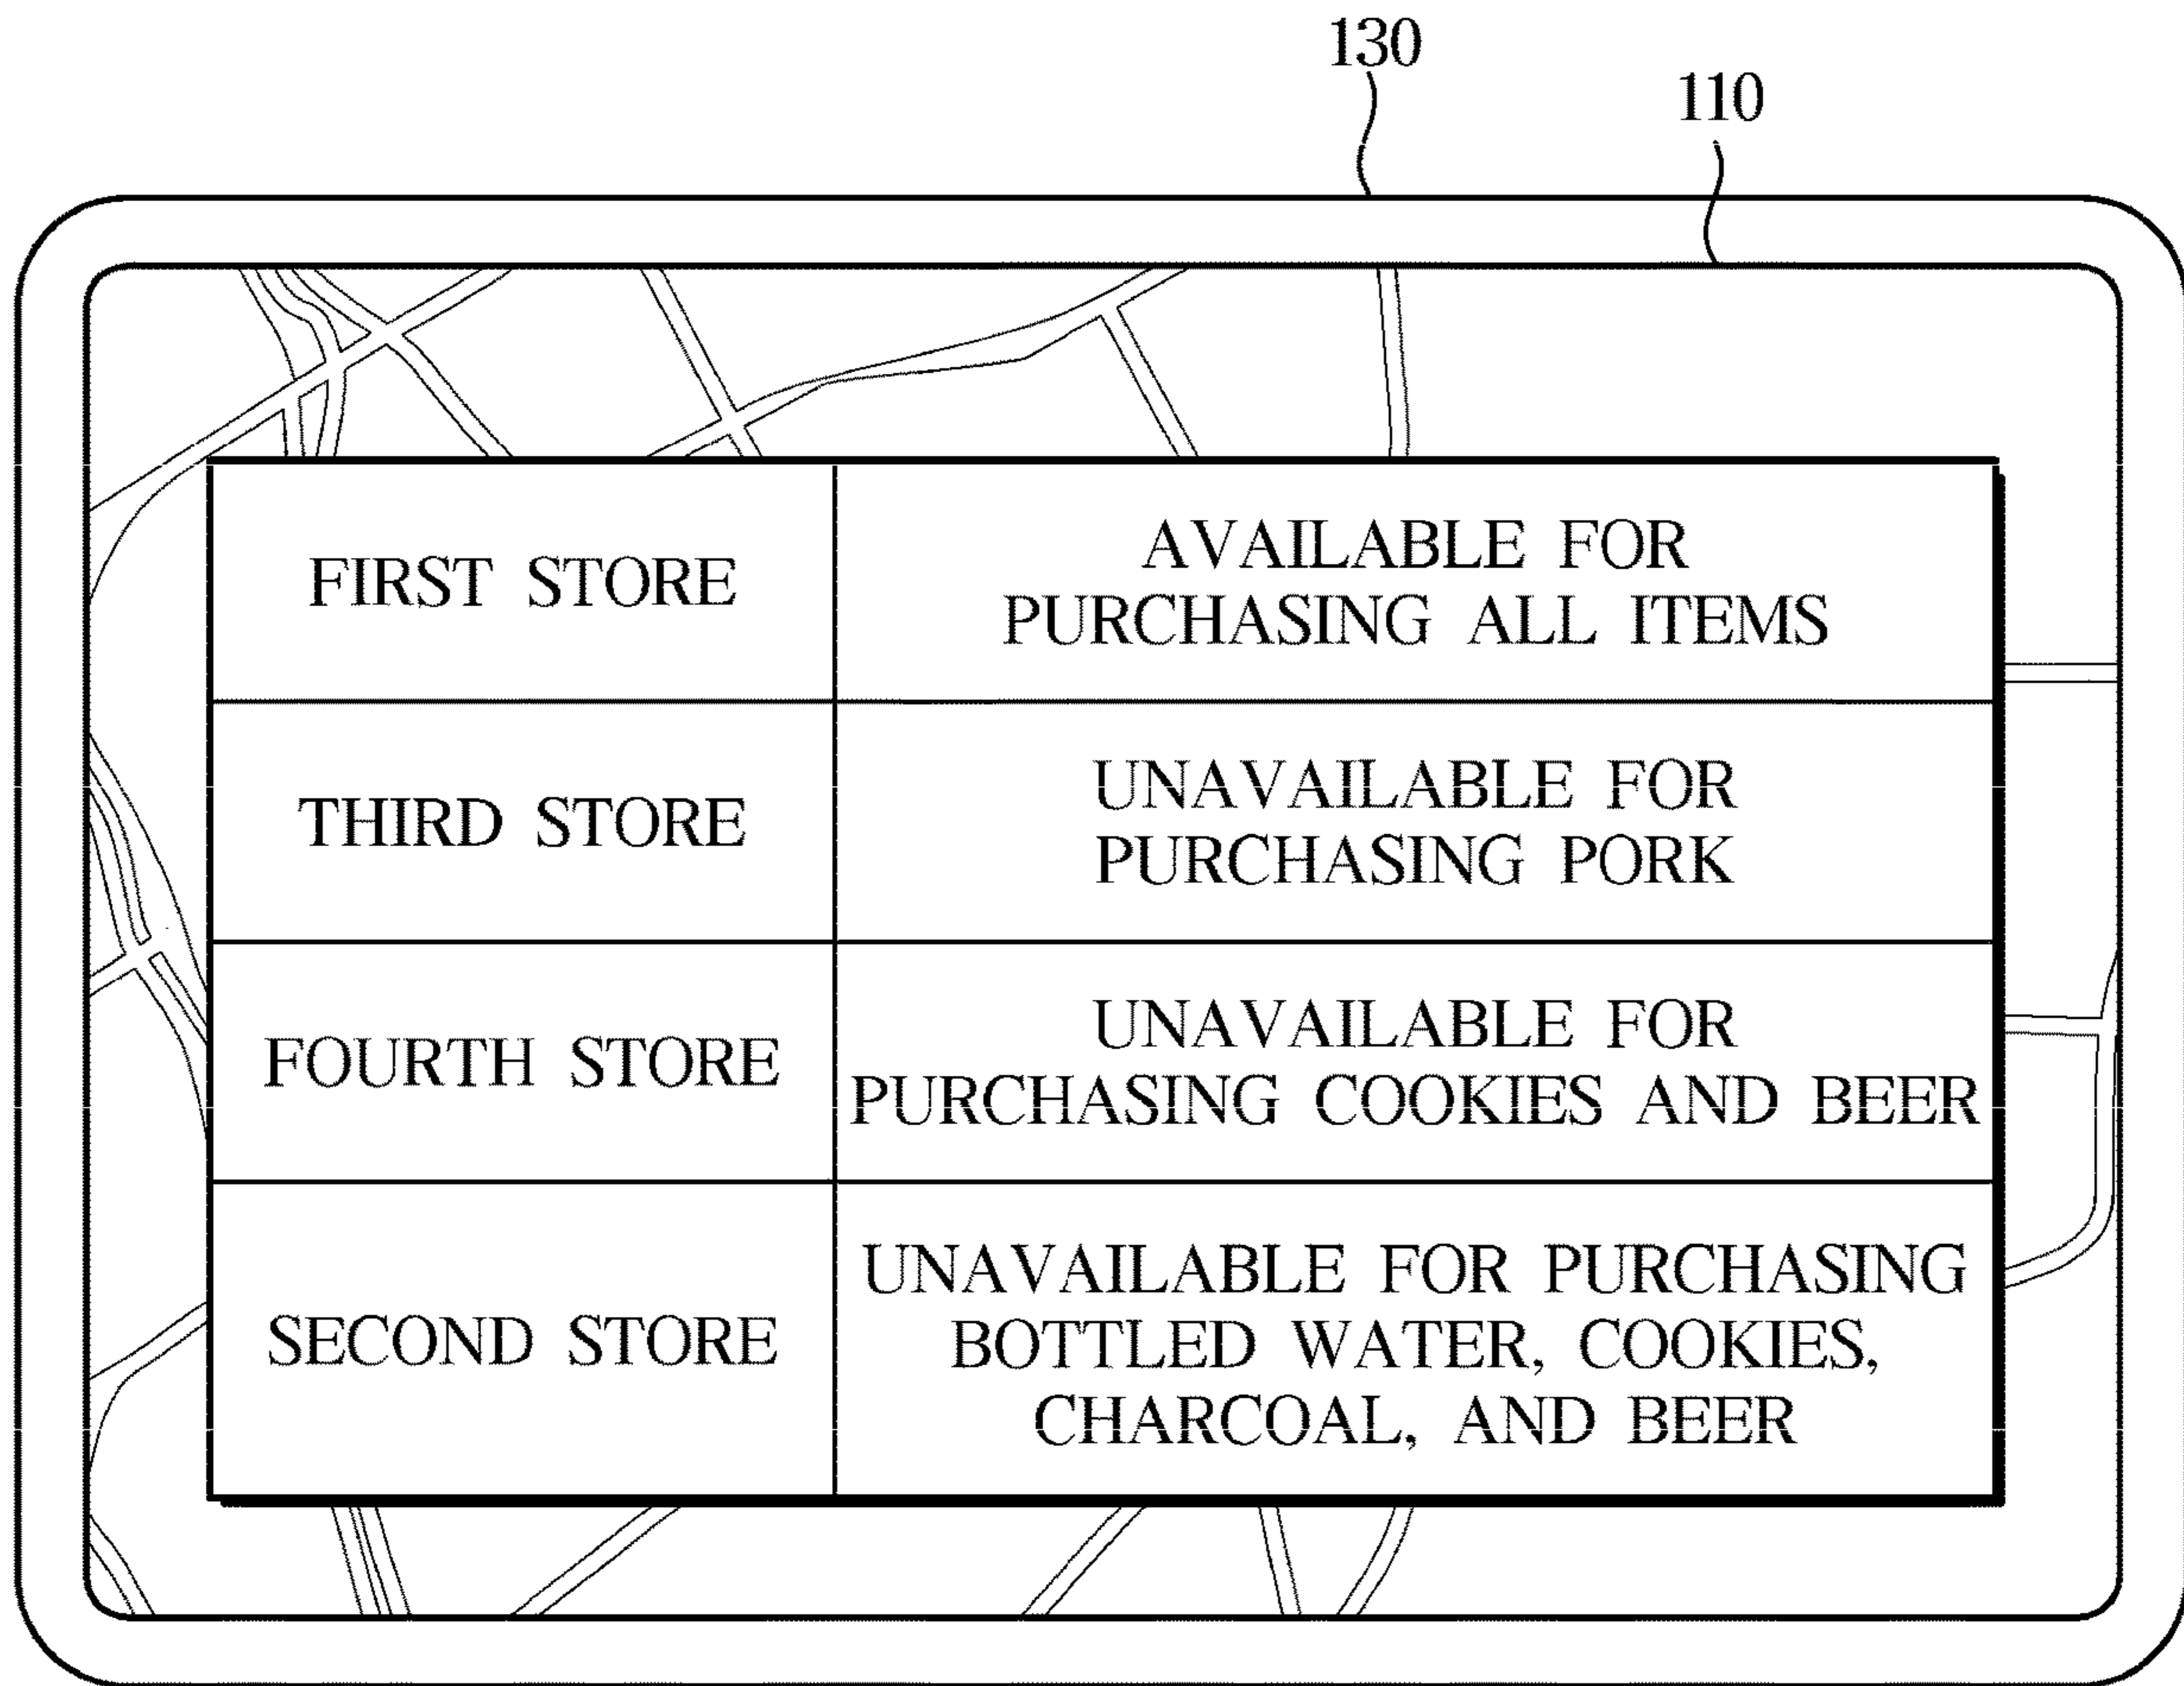 130
110
FIRST STORE
AVAILABLE FOR
PURCHASING ALL ITEMS
THIRD STORE
UNAVAILABLE FOR
PURCHASING PORK
FOURTH STORE
UNAVAILABLE FOR
PURCHASING COOKIES AND BEER
SECOND STORE
UNAVAILABLE FOR PURCHASING
BOTTLED WATER, COOKIES,
CHARCOAL, AND BEER